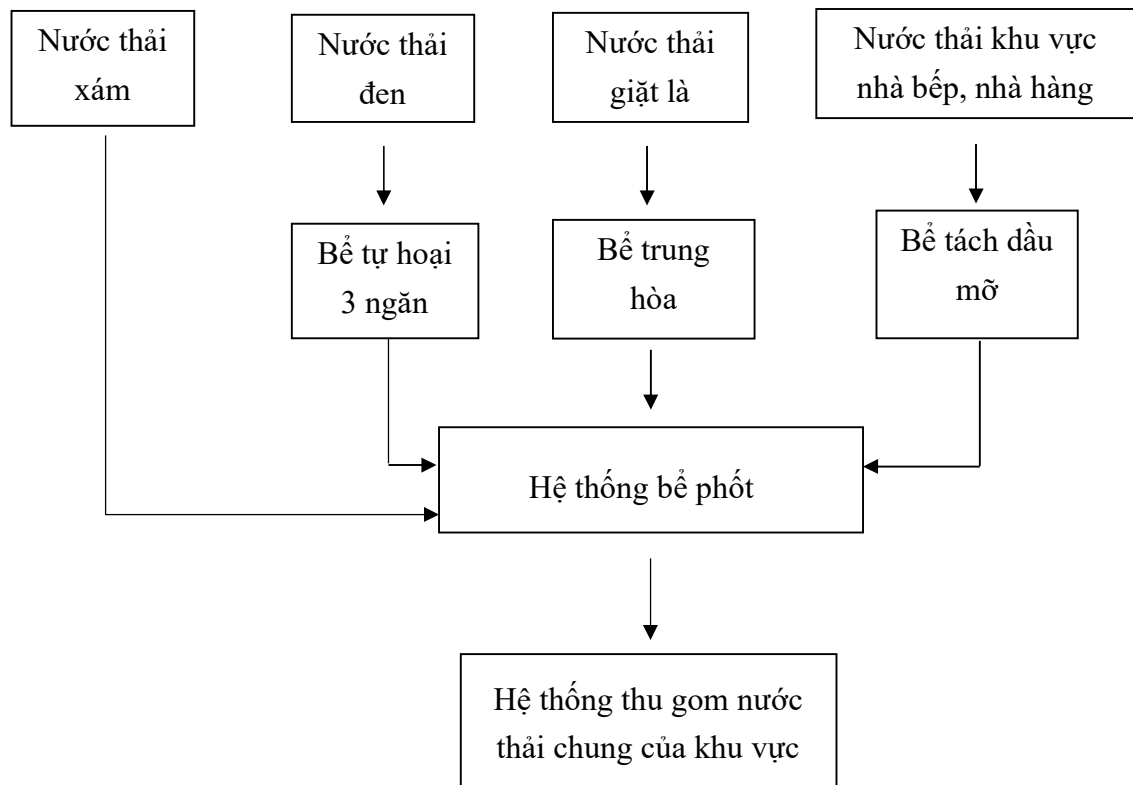 Nước thải
xám
Nước thải
đen
Nước thải
giặt là
Nước thải khu vực
nhà bếp, nhà hàng
Bể tự hoại
3 ngăn
Bể trung
hòa
Bể tách dầu
mỡ
Hệ thống bể phốt
Hệ thống thu gom nước
thải chung của khu vực